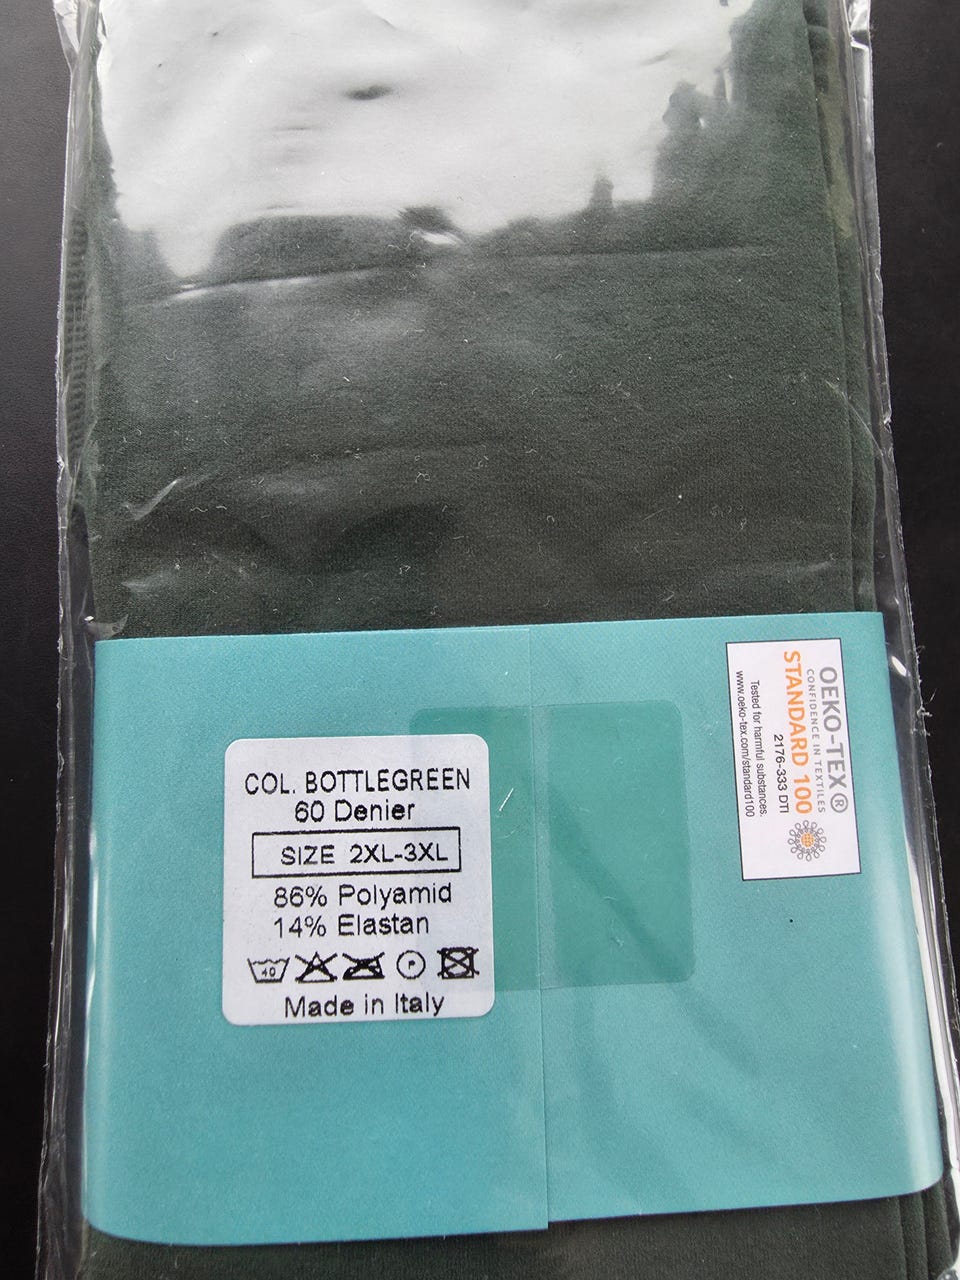 COL. BOTTLEGREEN
60 Denier
SIZE 2XL-3XL
86% Polyamid
14% Elastan
40 P
Made in Italy
OEKO-TEX®
CONFIDENCE IN TEXTILES
STANDARD 100
2176-333 DTI
Tested for harmful substances.
www.oeko-tex.com/standard100